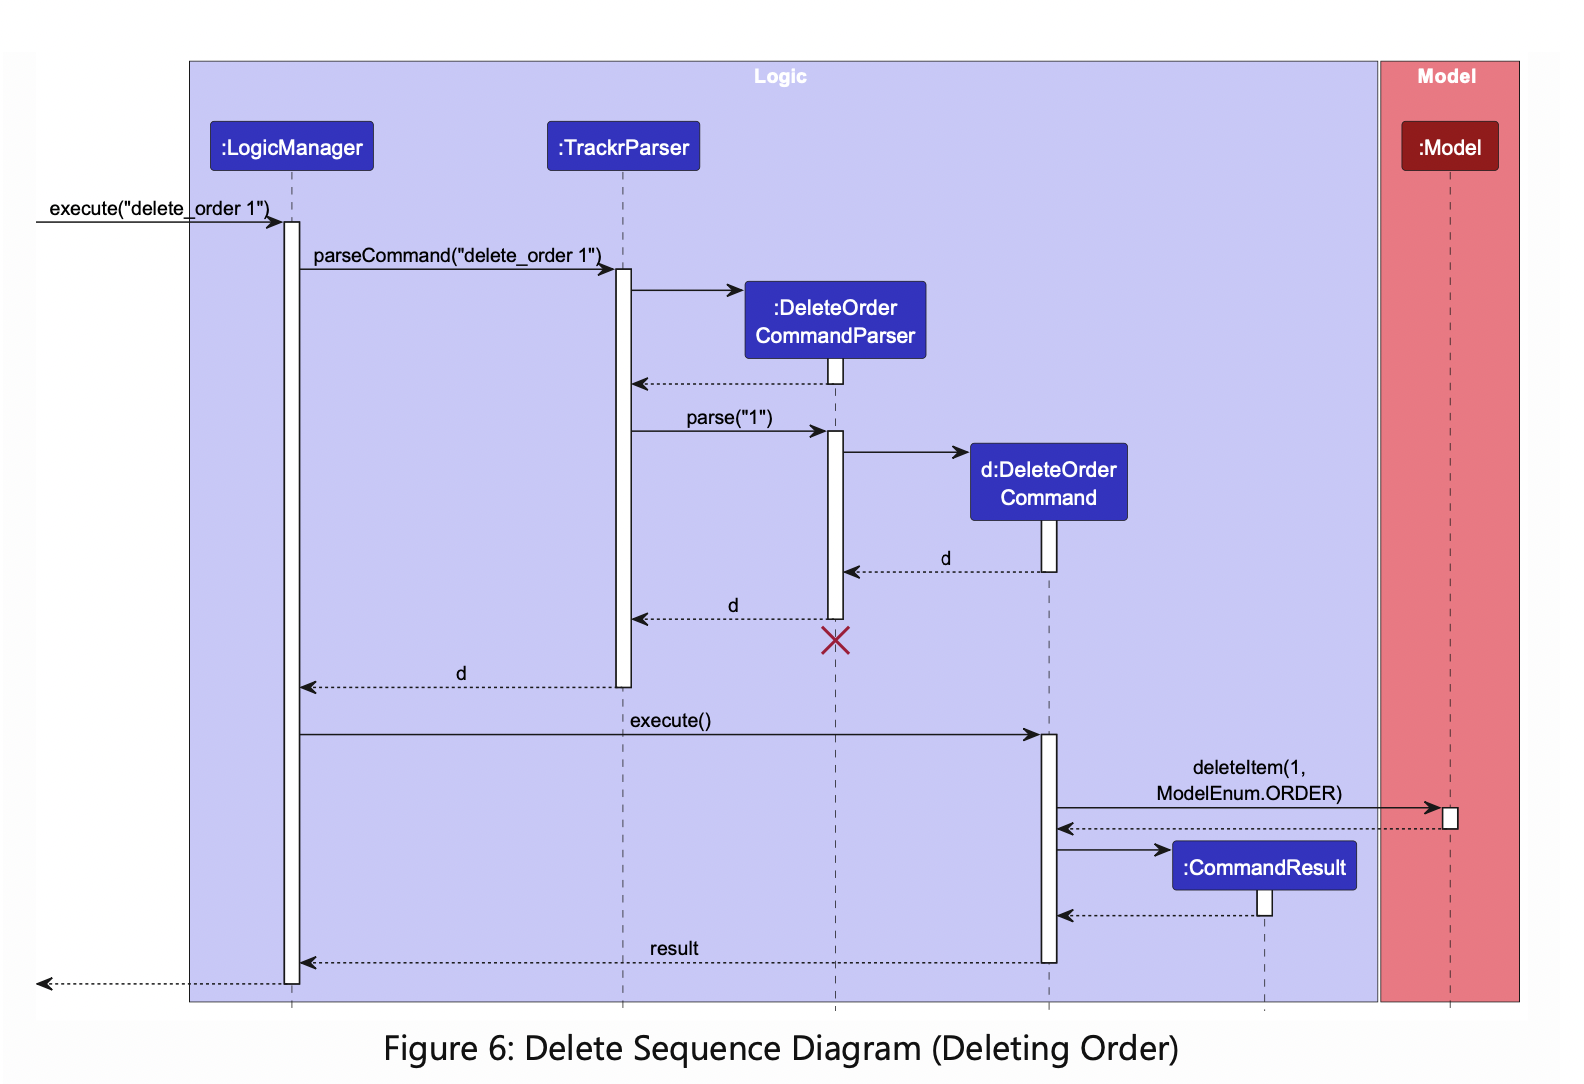 Logic
Model
:LogicManager
:TrackrParser
:Model
execute("delete_order 1")
parseCommand("delete_order 1")
:DeleteOrder
CommandParser
parse("1")
d:DeleteOrder
Command
d
d
d
execute()
deleteItem(1,
ModelEnum.ORDER)
:CommandResult
result
Figure 6: Delete Sequence Diagram (Deleting Order)